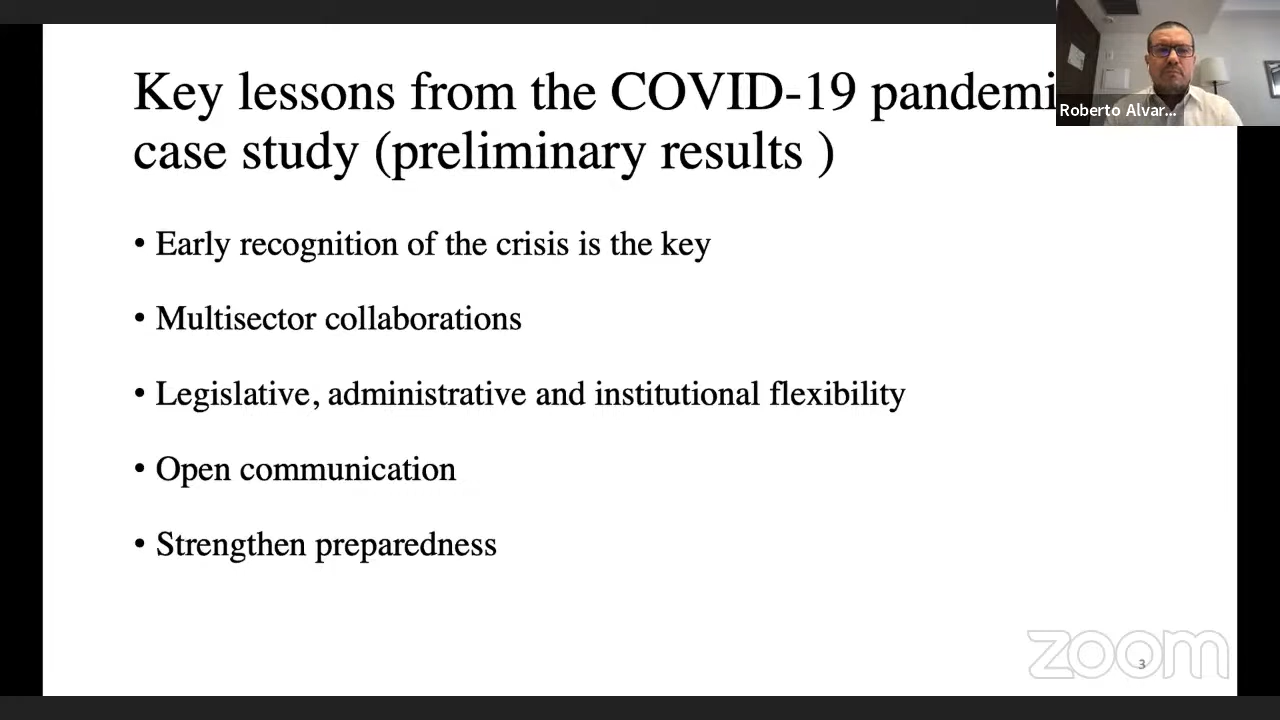 Key lessons from the COVID-19 pandemi
case study (preliminary results )
Roberto Alvar...
• Early recognition of the crisis is the key
• Multisector collaborations
• Legislative, administrative and institutional flexibility
• Open communication
• Strengthen preparedness
zoom
3